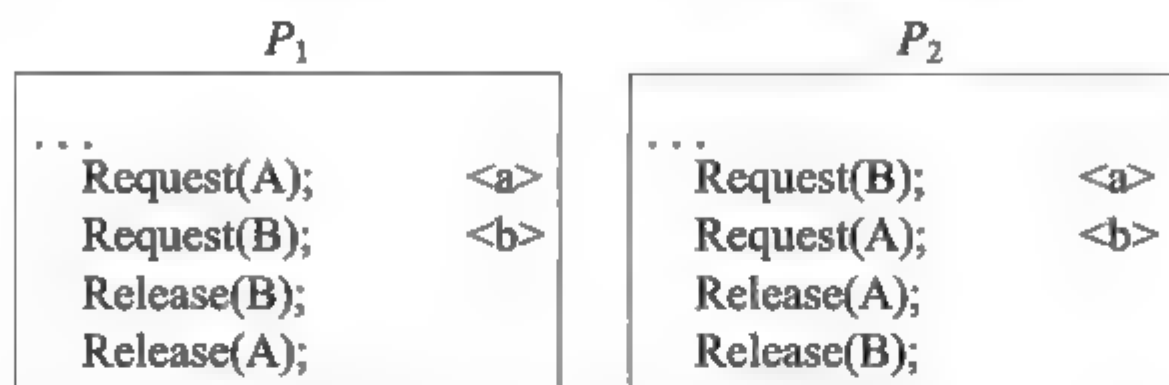 P1 P2
... ...
Request(A); <a> Request(B); <a>
Request(B); <b> Request(A); <b>
Release(B); Release(A);
Release(A); Release(B);